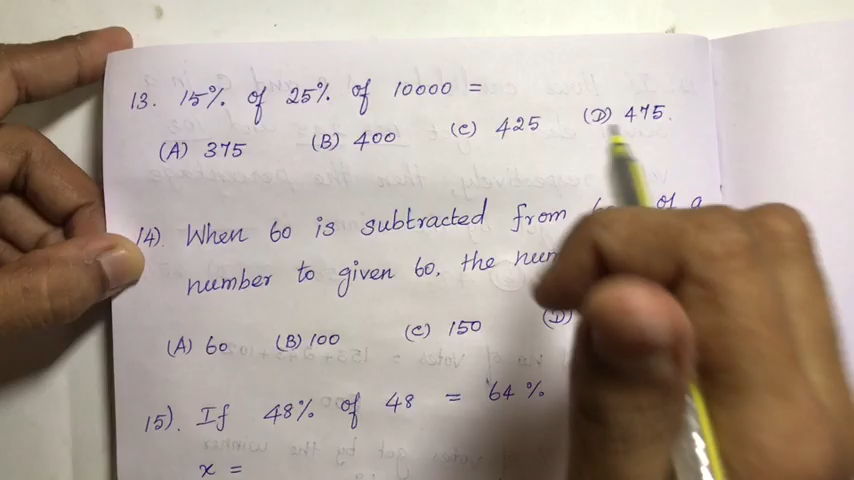 13. 15% of 25% of 10000 =
(A) 375 (B) 400 (C) 425 (D) 475.
14). When 60 is subtracted from of a
number to given 60. the
(A) 60 (B) 100 (C) 150 (D)
15). If 48% of 48 = 64%
x =